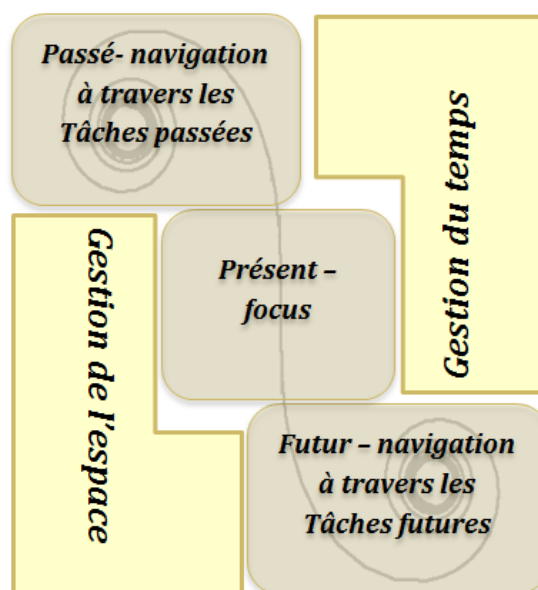 Passé- navigation
à travers les
Tâches passées
Gestion du temps
Gestion de l'espace
Présent –
focus
Futur – navigation
à travers les
Tâches futures